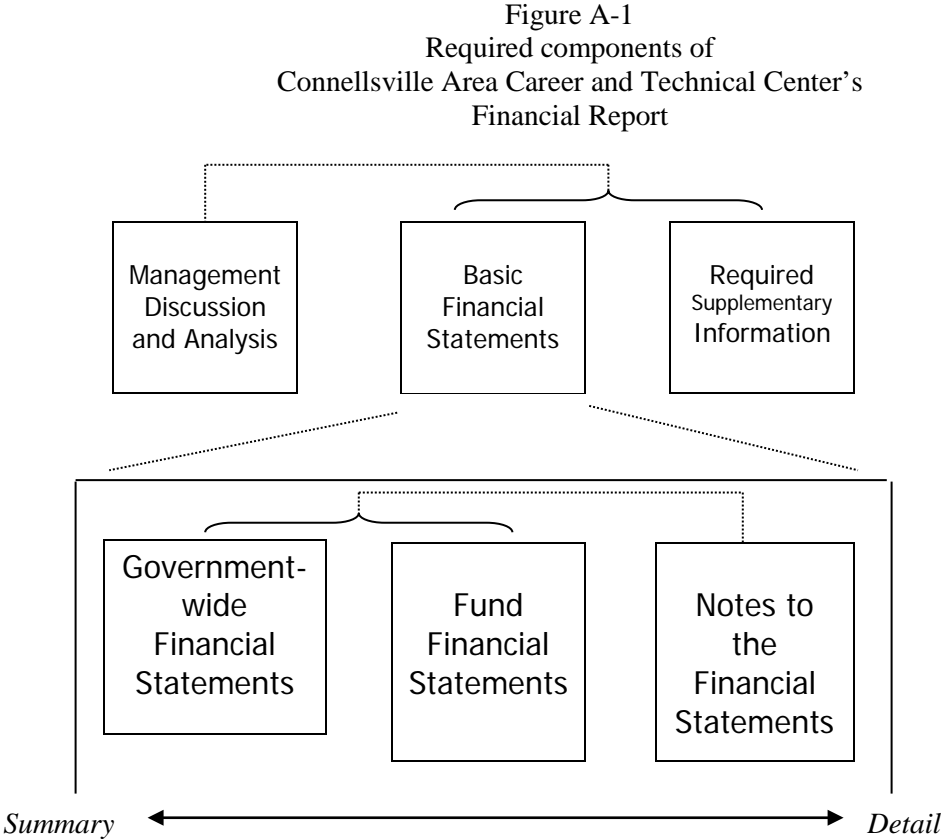 Figure A-1
Required components of
Connellsville Area Career and Technical Center's
Financial Report
Management
Discussion
and Analysis
Basic
Financial
Statements
Required
Supplementary
Information
Government-
wide
Financial
Statements
Fund
Financial
Statements
Notes to
the
Financial
Statements
Summary
Detail